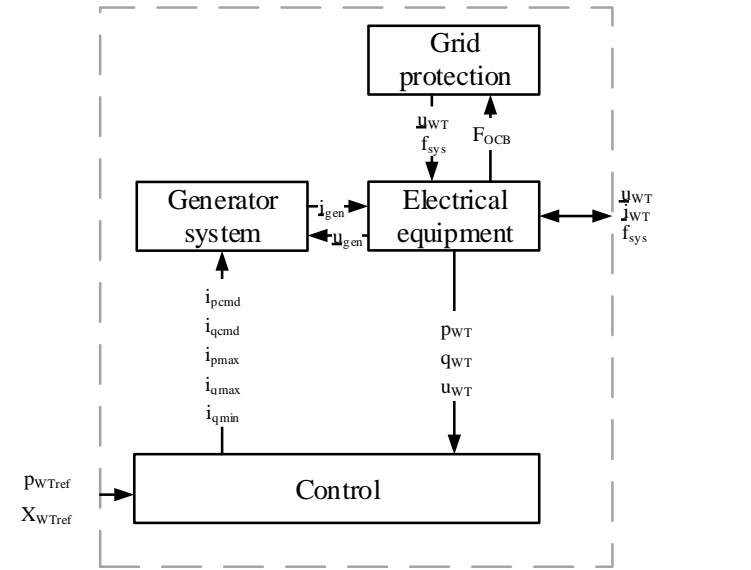 Grid
protection
u_WT
f_sys
F_OCB
Generator
system
i_gen
u_gen
Electrical
equipment
u_WT
i_WT
f_sys
i_pcmd
i_qcmd
i_pmax
i_qmax
i_qmin
p_WT
q_WT
u_WT
p_WTref
X_WTref
Control